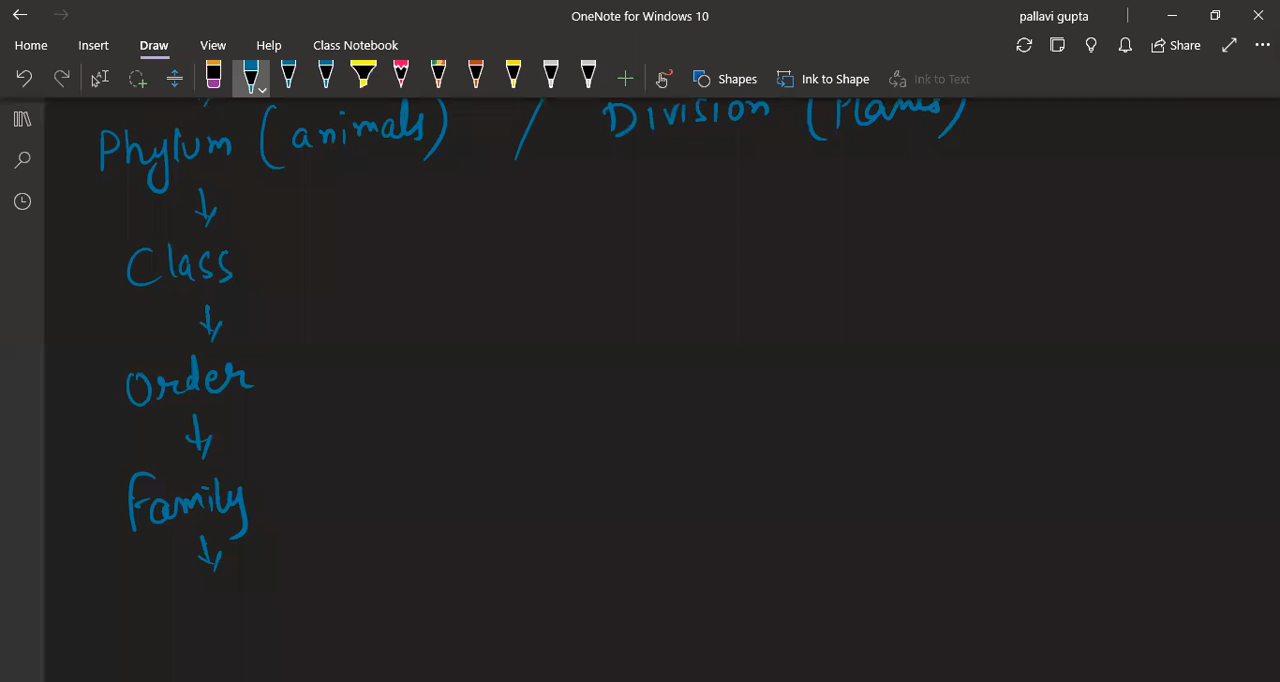 OneNote for Windows 10
pallavi gupta
Home Insert Draw View Help Class Notebook
Share
Shapes Ink to Shape Ink to Text
Phylum (animals) / Division (Plants)
Class
Order
Family